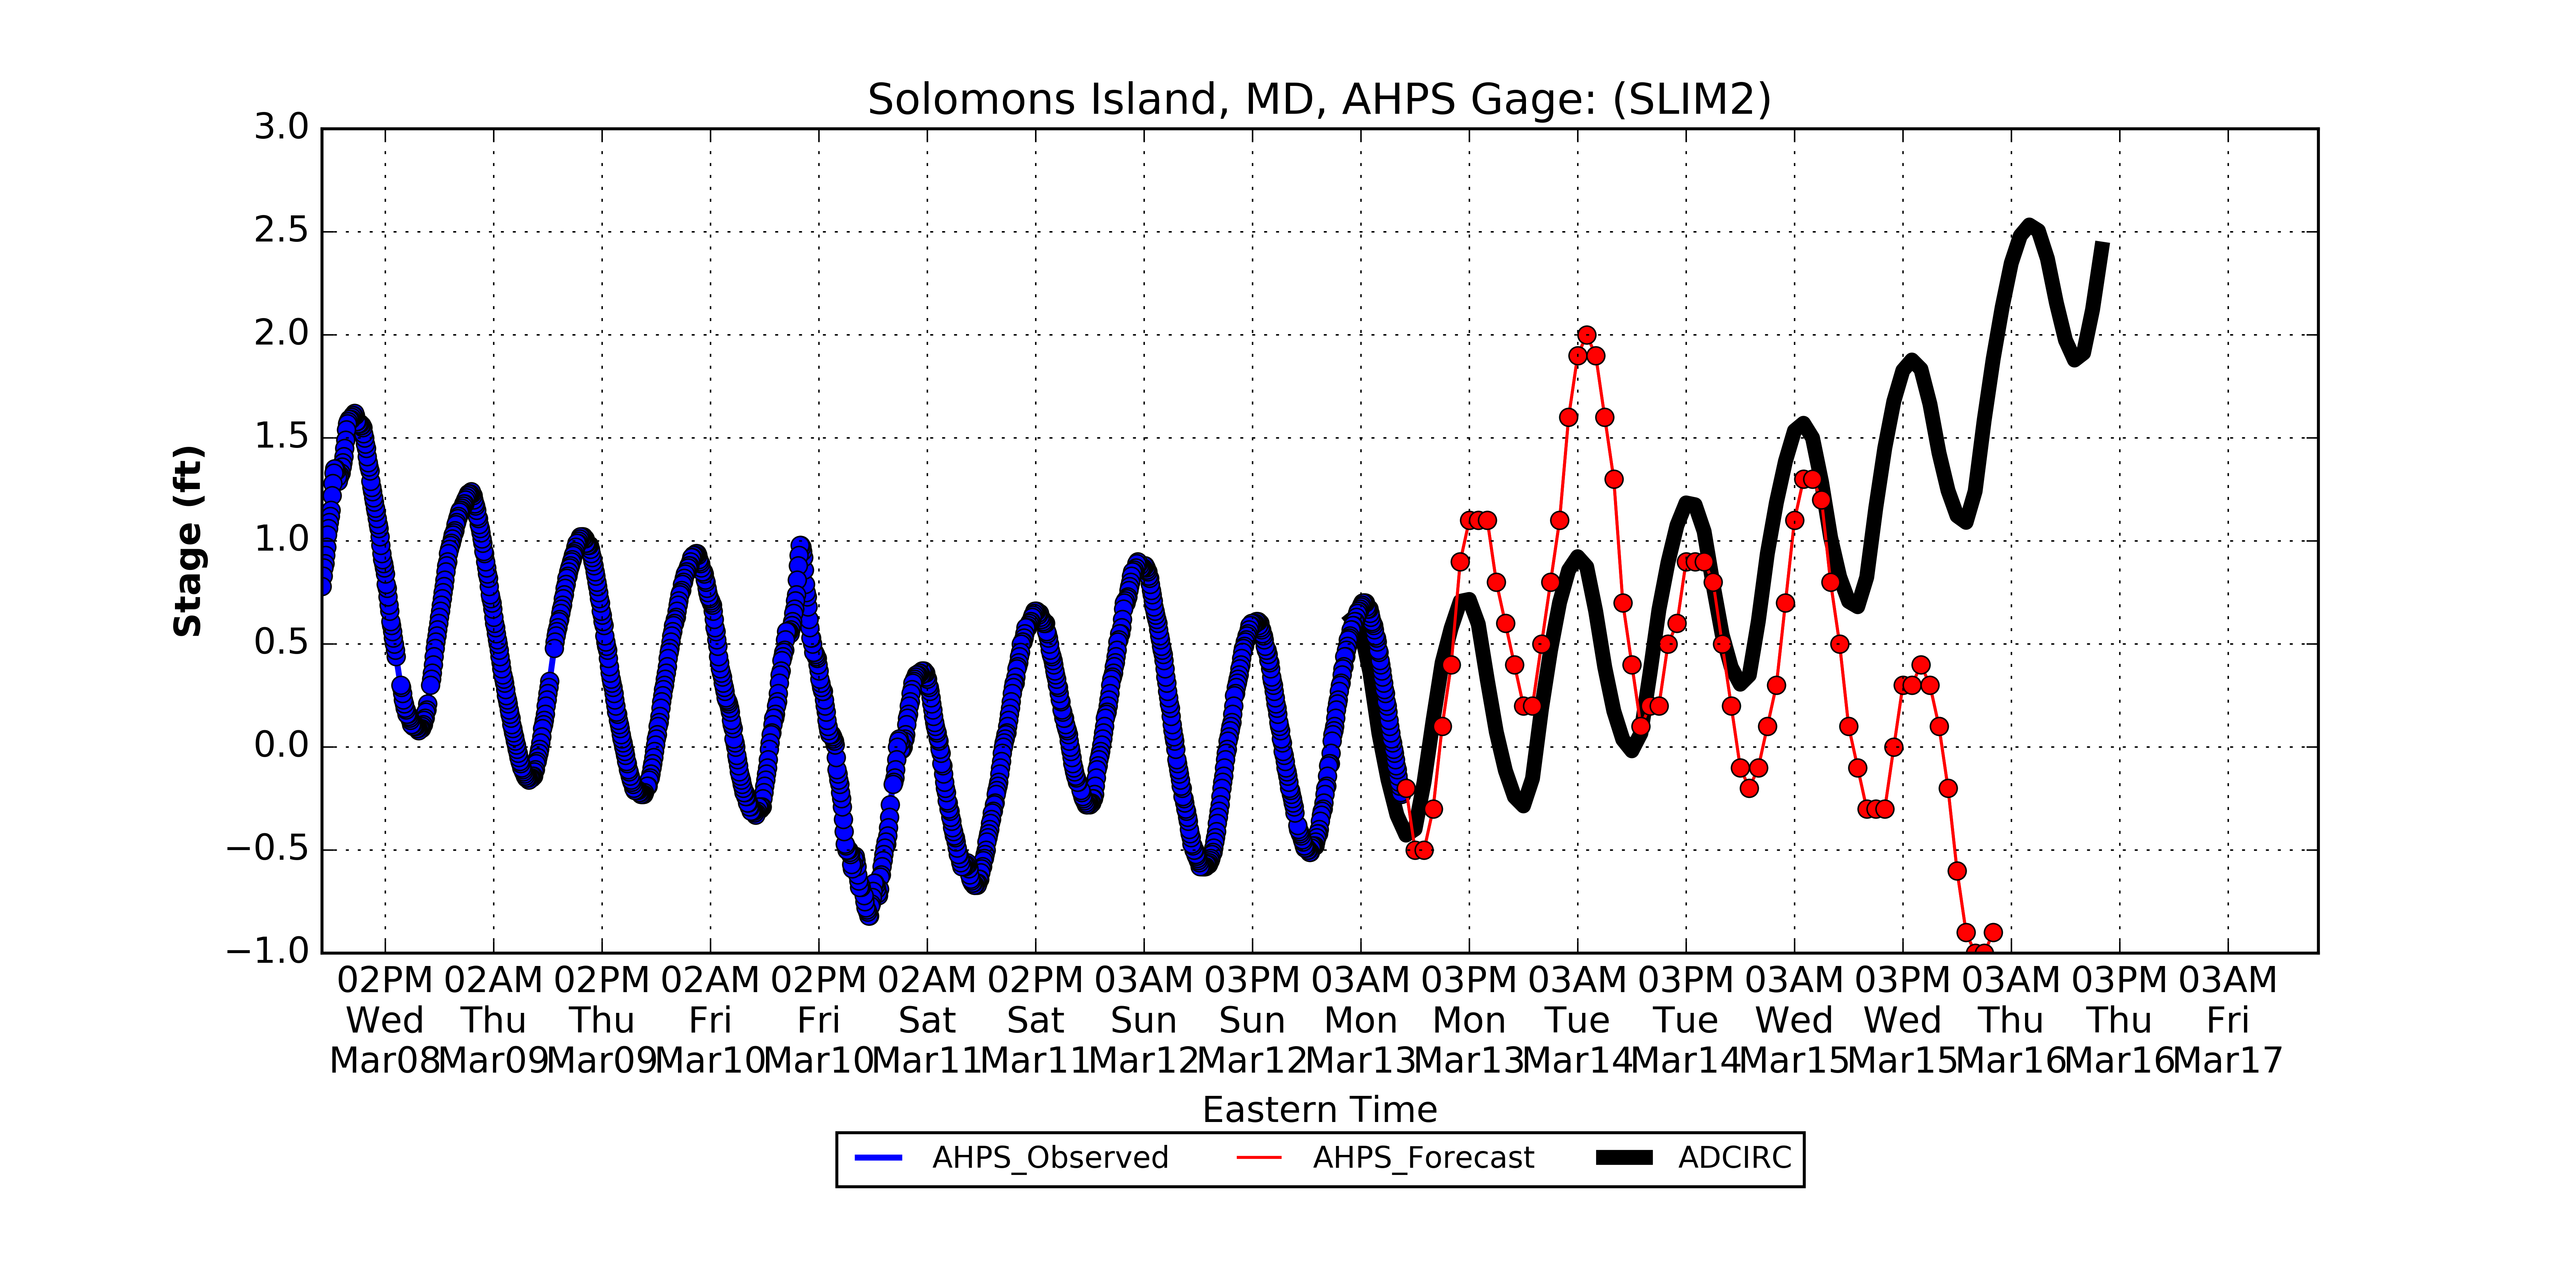 Solomons Island, MD, AHPS Gage: (SLIM2)
3.0
2.5
2.0
1.5
1.0
0.5
0.0
−0.5
−1.0
Stage (ft)
02PM 02AM 02PM 02AM 02PM 02AM 02PM 03AM 03PM 03AM 03PM 03AM 03PM 03AM 03PM 03AM 03PM 03AM
Wed Thu Thu Fri Fri Sat Sat Sun Sun Mon Mon Tue Tue Wed Wed Thu Thu Fri
Mar08 Mar09 Mar09 Mar10 Mar10 Mar11 Mar11 Mar12 Mar12 Mar13 Mar13 Mar14 Mar14 Mar15 Mar15 Mar16 Mar16 Mar17
Eastern Time
AHPS_Observed AHPS_Forecast ADCIRC